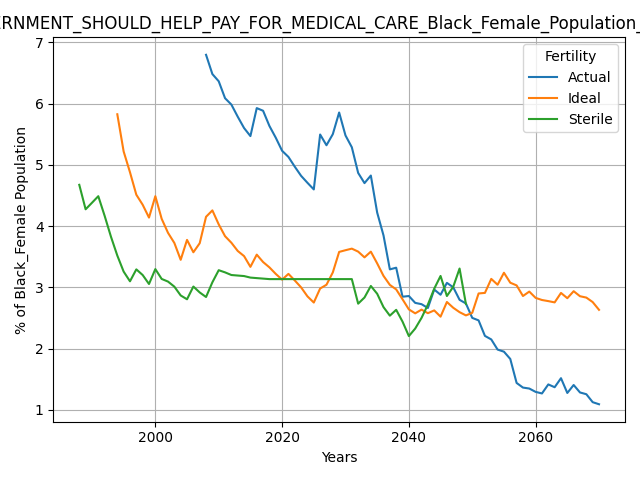 ERNMENT_SHOULD_HELP_PAY_FOR_MEDICAL_CARE_Black_Female_Population_
Fertility
Actual
Ideal
Sterile
% of Black_Female Population
7
6
5
4
3
2
1
2000 2020 2040 2060
Years